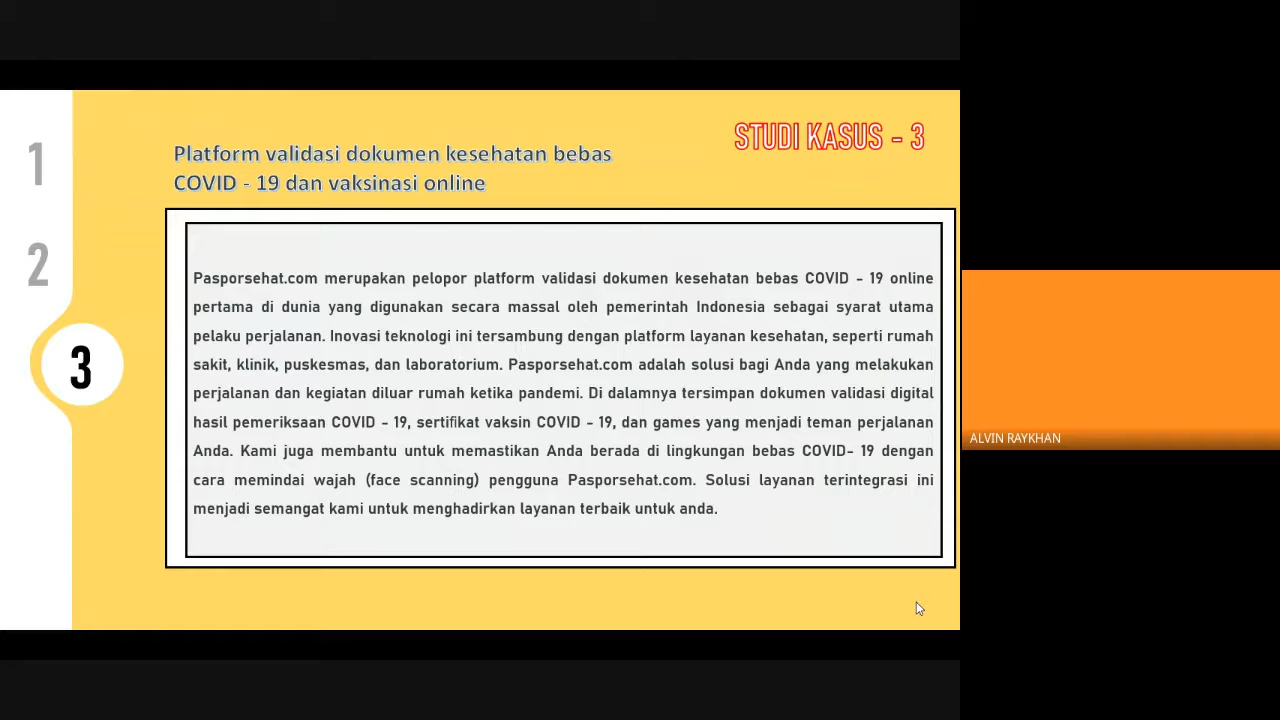 1
2
3
STUDI KASUS - 3
Platform validasi dokumen kesehatan bebas
COVID - 19 dan vaksinasi online
Pasporsehat.com merupakan pelopor platform validasi dokumen kesehatan bebas COVID - 19 online
pertama di dunia yang digunakan secara massal oleh pemerintah Indonesia sebagai syarat utama
pelaku perjalanan. Inovasi teknologi ini tersambung dengan platform layanan kesehatan, seperti rumah
sakit, klinik, puskesmas, dan laboratorium. Pasporsehat.com adalah solusi bagi Anda yang melakukan
perjalanan dan kegiatan diluar rumah ketika pandemi. Di dalamnya tersimpan dokumen validasi digital
hasil pemeriksaan COVID - 19, sertifikat vaksin COVID - 19, dan games yang menjadi teman perjalanan
Anda. Kami juga membantu untuk memastikan Anda berada di lingkungan bebas COVID- 19 dengan
cara memindai wajah (face scanning) pengguna Pasporsehat.com. Solusi layanan terintegrasi ini
menjadi semangat kami untuk menghadirkan layanan terbaik untuk anda.
ALVIN RAYKHAN